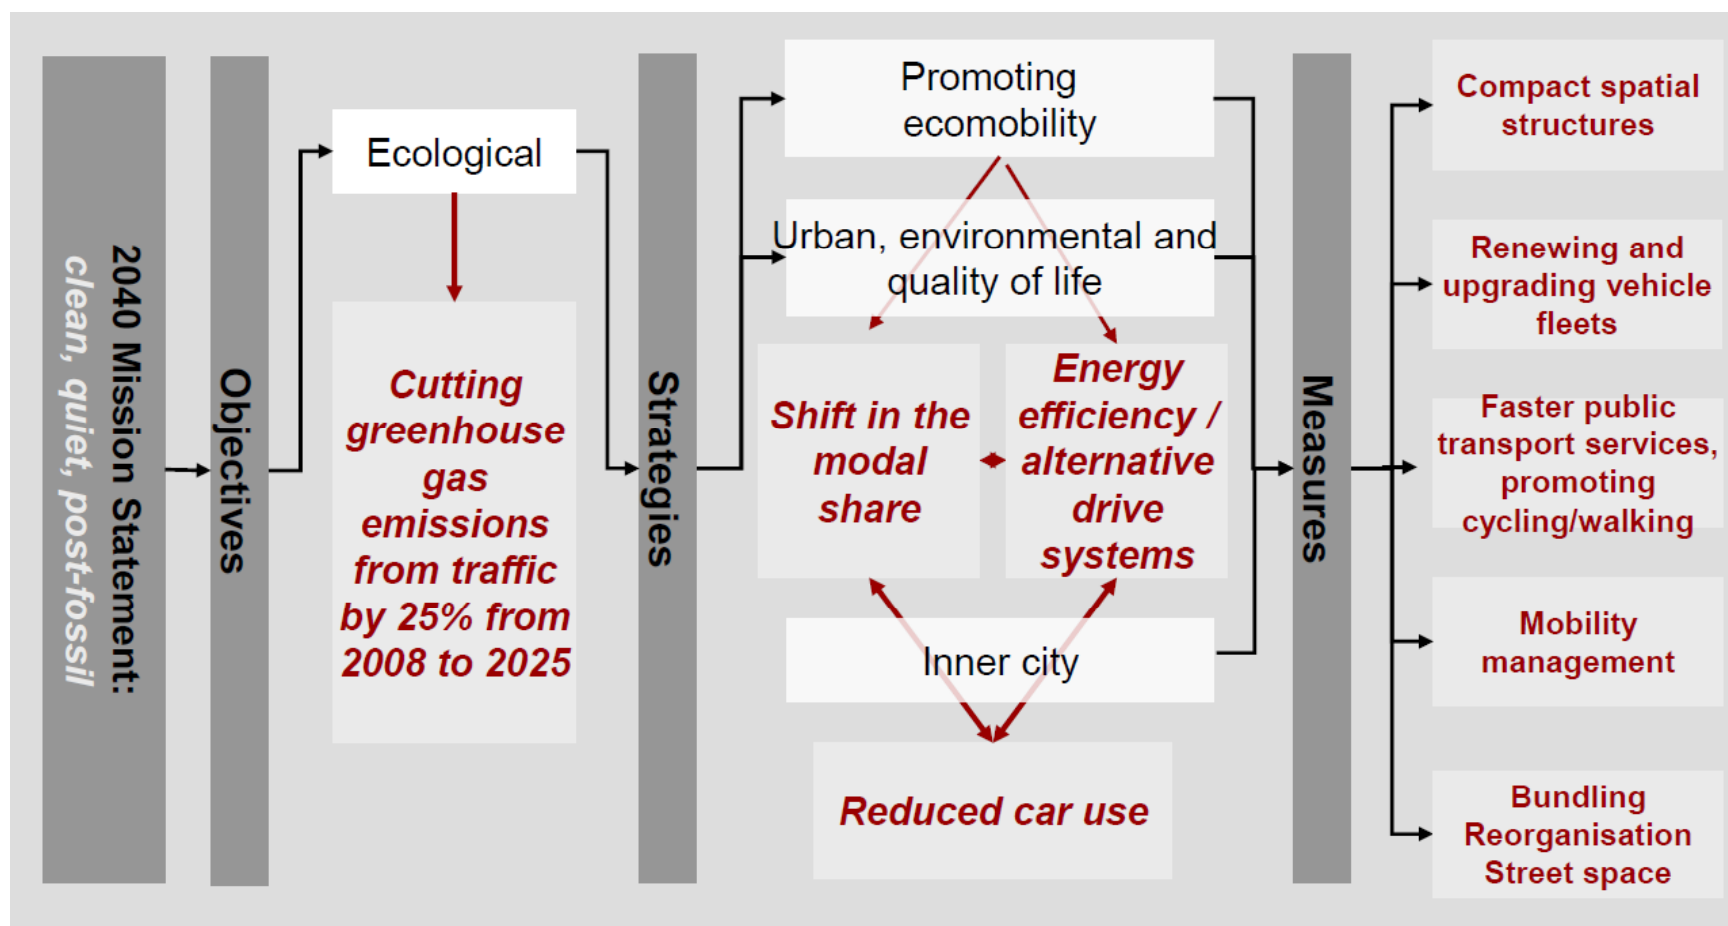 2040 Mission Statement:
clean, quiet, post-fossil
Objectives
Ecological
Cutting
greenhouse
gas
emissions
from traffic
by 25% from
2008 to 2025
Strategies
Promoting
ecomobility
Urban, environmental and
quality of life
Shift in the
modal
share
Energy
efficiency /
alternative
drive
systems
Inner city
Reduced car use
Measures
Compact spatial
structures
Renewing and
upgrading vehicle
fleets
Faster public
transport services,
promoting
cycling/walking
Mobility
management
Bundling
Reorganisation
Street space